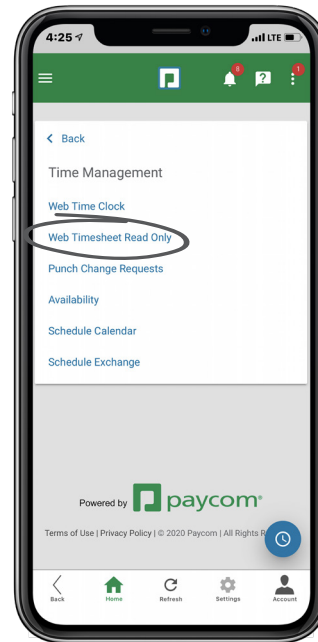 4:25 LTE
8 ? 1
Back
Time Management
Web Time Clock
Web Timesheet Read Only
Punch Change Requests
Availability
Schedule Calendar
Schedule Exchange
Powered by paycom®
Terms of Use | Privacy Policy | © 2020 Paycom | All Rights R
Back Home Refresh Settings Account